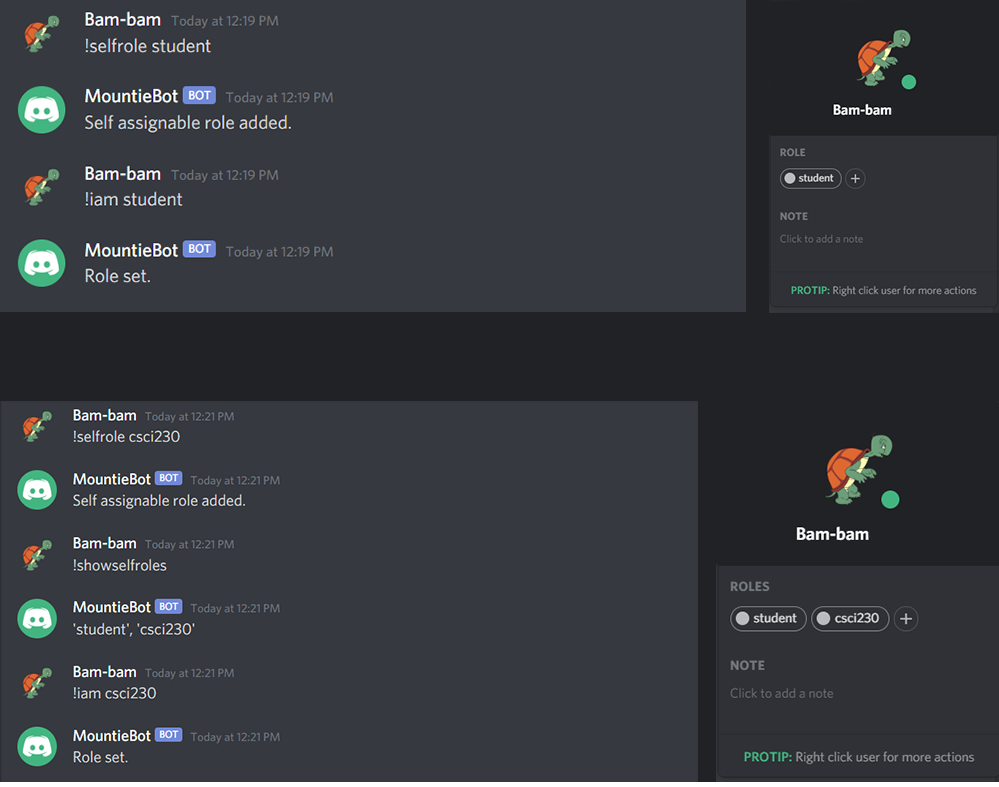 Bam-bam Today at 12:19 PM
!selfrole student
MountieBot BOT Today at 12:19 PM
Self assignable role added.
Bam-bam Today at 12:19 PM
!iam student
MountieBot BOT Today at 12:19 PM
Role set.
Bam-bam
ROLE
student +
NOTE
Click to add a note
PROTIP: Right click user for more actions
Bam-bam Today at 12:21 PM
!selfrole csci230
MountieBot BOT Today at 12:21 PM
Self assignable role added.
Bam-bam Today at 12:21 PM
!showselfroles
MountieBot BOT Today at 12:21 PM
'student', 'csci230'
Bam-bam Today at 12:21 PM
!iam csci230
MountieBot BOT Today at 12:21 PM
Role set.
Bam-bam
ROLES
student csci230 +
NOTE
Click to add a note
PROTIP: Right click user for more actions